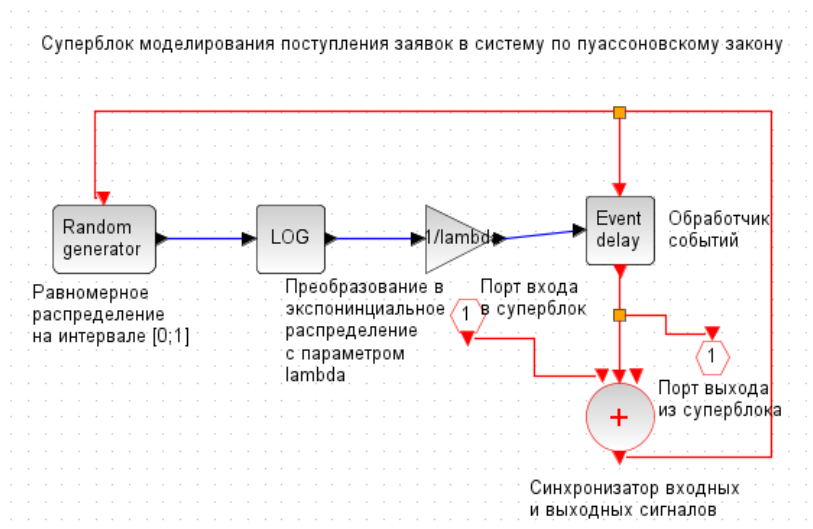 Суперблок моделирования поступления заявок в систему по пуассоновскому закону
Random
generator
LOG
1/lambda
Event
delay
Обработчик
событий
Равномерное
распределение
на интервале [0;1]
Преобразование в
экспонинциальное
распределение
с параметром
lambda
Порт входа
в суперблок
1
1
Порт выхода
из суперблока
+
Синхронизатор входных
и выходных сигналов